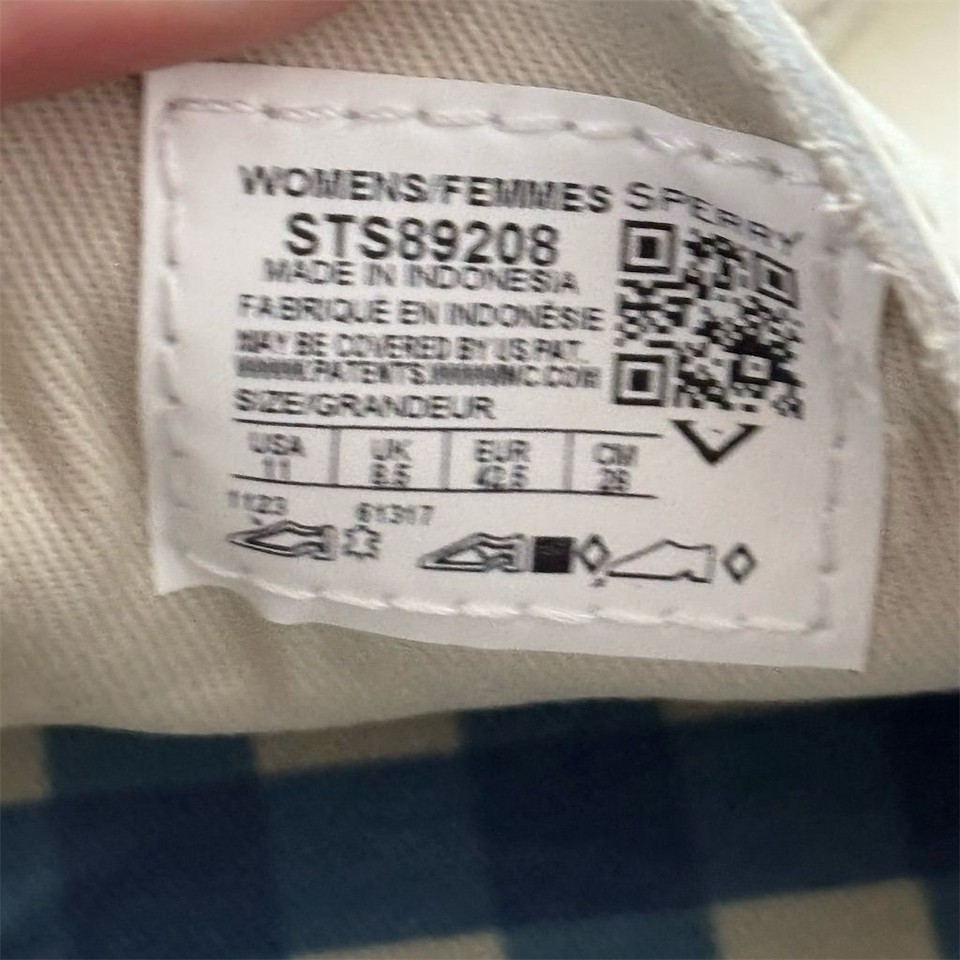 WOMENS/FEMMES SPERRY
STS89208
MADE IN INDONESIA
FABRIQUÉ EN INDONÉSIE
MAY BE COVERED BY US PAT.
SIZE/GRANDEUR
USA UK EUR CM
11 8.5 42.5 28
1123 61317